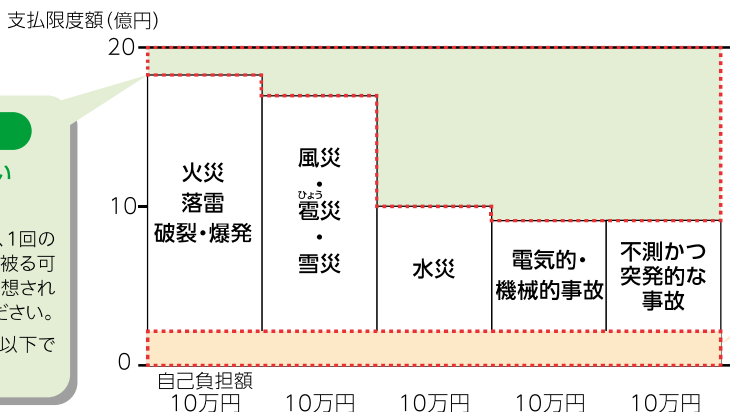 支払限度額（億円）
20
10
0
い
、1回の
被る可
想され
ださい。
以下で
火災
落雷
破裂・爆発
風災
・
ひょう
雹災
・
雪災
水災
電気的・
機械的事故
不測かつ
突発的な
事故
自己負担額
10万円 10万円 10万円 10万円 10万円